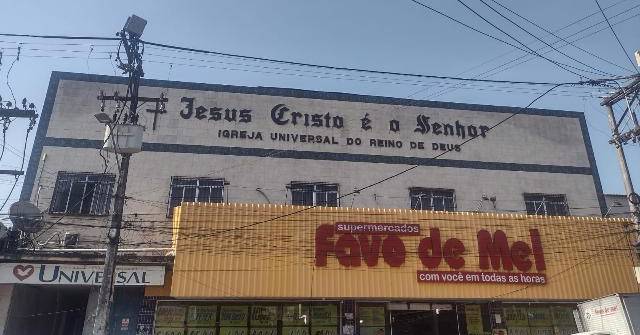 Jesus Cristo é o Senhor
IGREJA UNIVERSAL DO REINO DE DEUS
supermercados
Favo de Mel
com você em todas as horas
UNIVERSAL